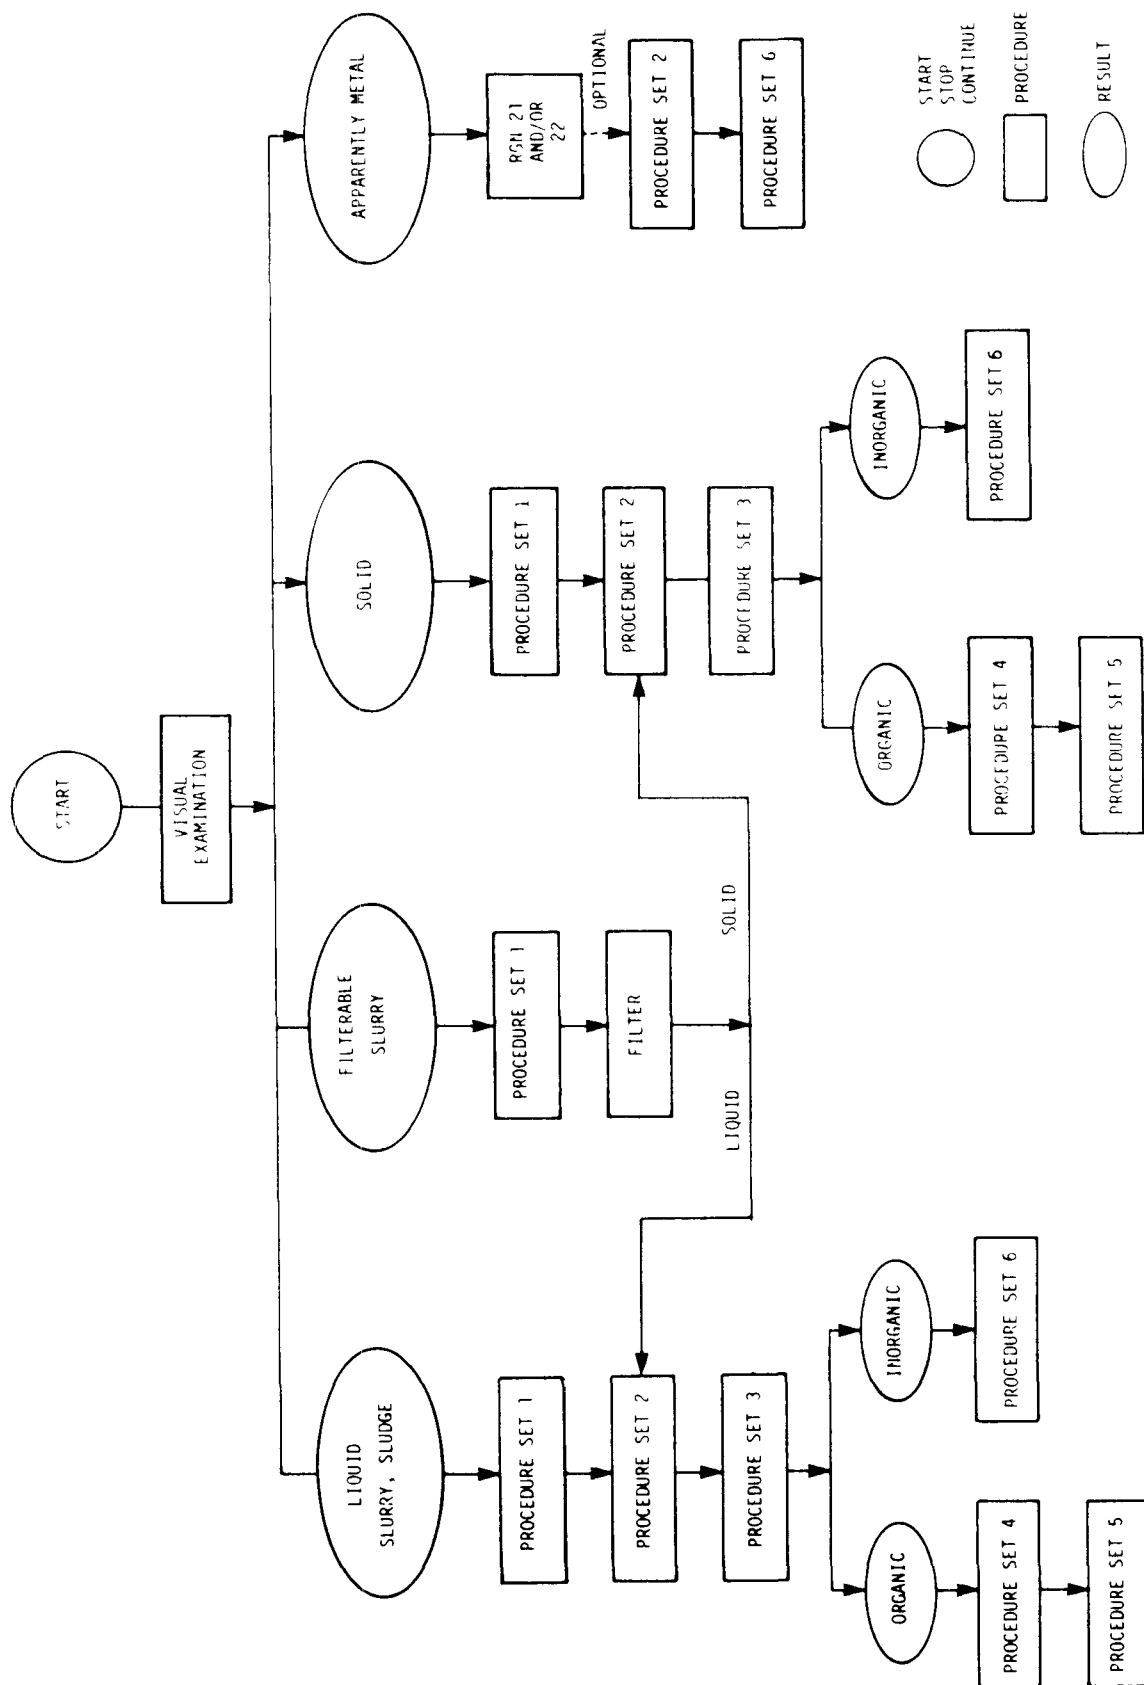 START
VISUAL
EXAMINATION
LIQUID
SLURRY, SLUDGE
PROCEDURE SET 1
PROCEDURE SET 2
PROCEDURE SET 3
ORGANIC
PROCEDURE SET 4
PROCEDURE SET 5
INORGANIC
PROCEDURE SET 6
FILTERABLE
SLURRY
PROCEDURE SET 1
FILTER
LIQUID
SOLID
SOLID
PROCEDURE SET 1
PROCEDURE SET 2
PROCEDURE SET 3
ORGANIC
PROCEDURE SET 4
PROCEDURE SET 5
INORGANIC
PROCEDURE SET 6
APPARENTLY METAL
RGN 21
AND/OR
22
OPTIONAL
PROCEDURE SET 2
PROCEDURE SET 6
START
STOP
CONTINUE
PROCEDURE
RESULT